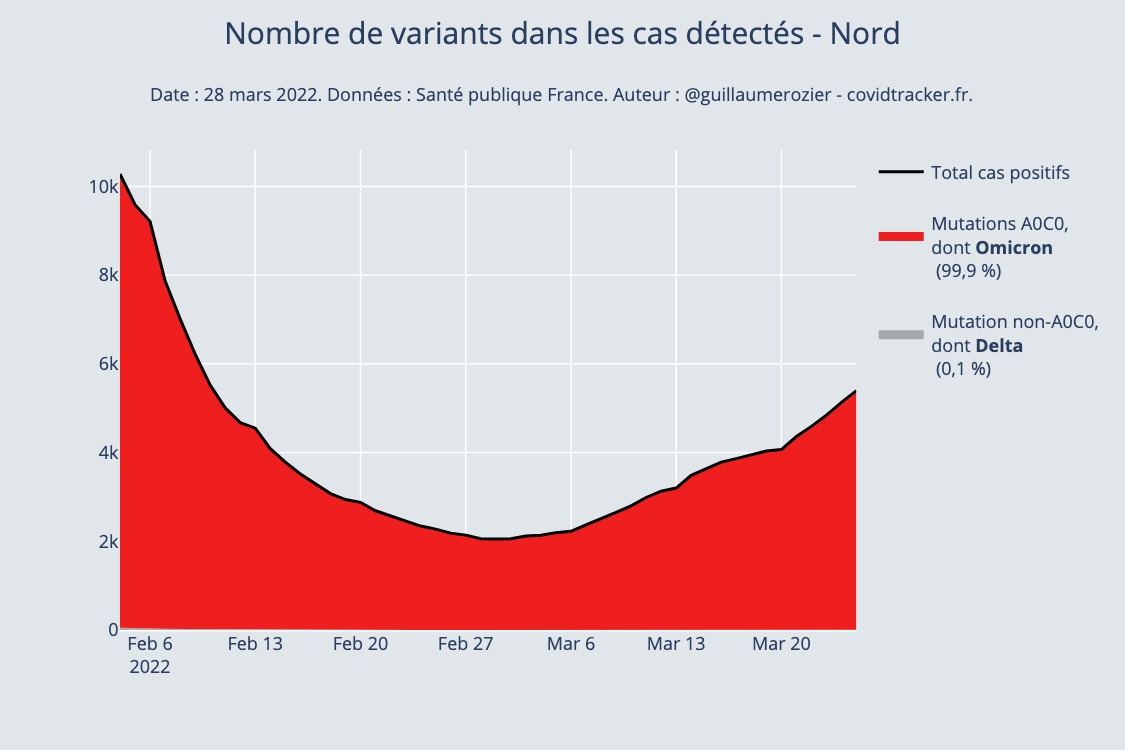 Nombre de variants dans les cas détectés - Nord
Date : 28 mars 2022. Données : Santé publique France. Auteur : @guillaumerozier - covidtracker.fr.
10k
8k
6k
4k
2k
0
Feb 6
2022
Feb 13
Feb 20
Feb 27
Mar 6
Mar 13
Mar 20
Total cas positifs
Mutations A0C0,
dont Omicron
(99,9 %)
Mutation non-A0C0,
dont Delta
(0,1 %)